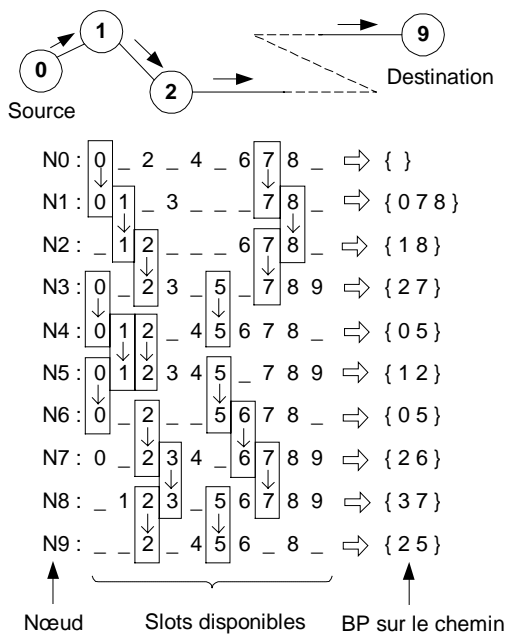 1
0
2
9
Source
Destination
N0 : 0 _ 2 _ 4 _ 6 7 8 _ ⇨ { }
N1 : 0 1 _ 3 _ _ _ 7 8 _ ⇨ { 0 7 8 }
N2 : _ 1 2 _ _ _ 6 7 8 _ ⇨ { 1 8 }
N3 : 0 _ 2 3 _ 5 _ 7 8 9 ⇨ { 2 7 }
N4 : 0 1 2 _ 4 5 6 7 8 _ ⇨ { 0 5 }
N5 : 0 1 2 3 4 5 _ 7 8 9 ⇨ { 1 2 }
N6 : 0 _ 2 _ _ 5 6 7 8 _ ⇨ { 0 5 }
N7 : 0 _ 2 3 4 _ 6 7 8 9 ⇨ { 2 6 }
N8 : _ 1 2 3 _ 5 6 7 8 9 ⇨ { 3 7 }
N9 : _ _ 2 _ 4 5 6 _ 8 _ ⇨ { 2 5 }
Nœud Slots disponibles BP sur le chemin